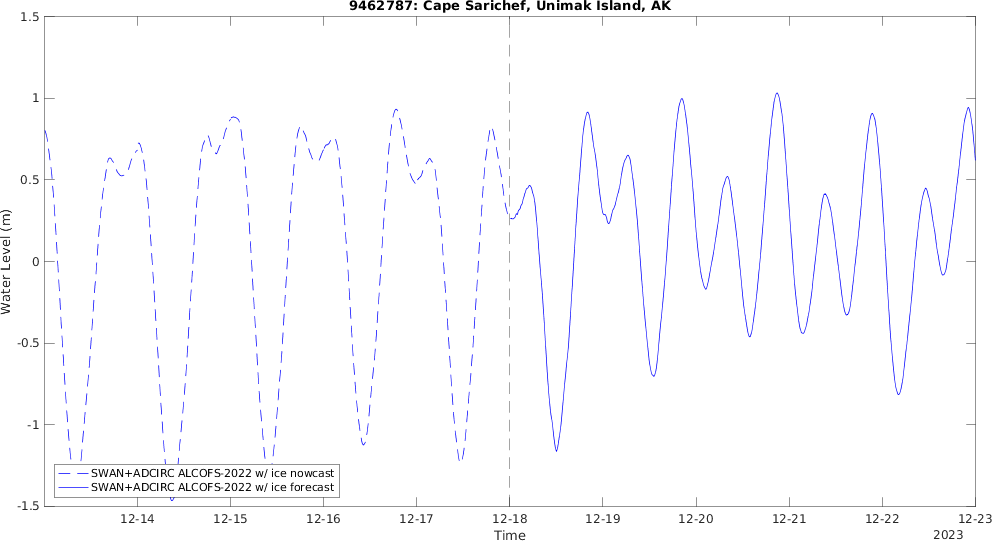 9462787: Cape Sarichef, Unimak Island, AK
1.5
1
0.5
0
-0.5
-1
-1.5
Water Level (m)
SWAN+ADCIRC ALCOFS-2022 w/ ice nowcast
SWAN+ADCIRC ALCOFS-2022 w/ ice forecast
12-14 12-15 12-16 12-17 12-18 12-19 12-20 12-21 12-22 12-23
Time
2023